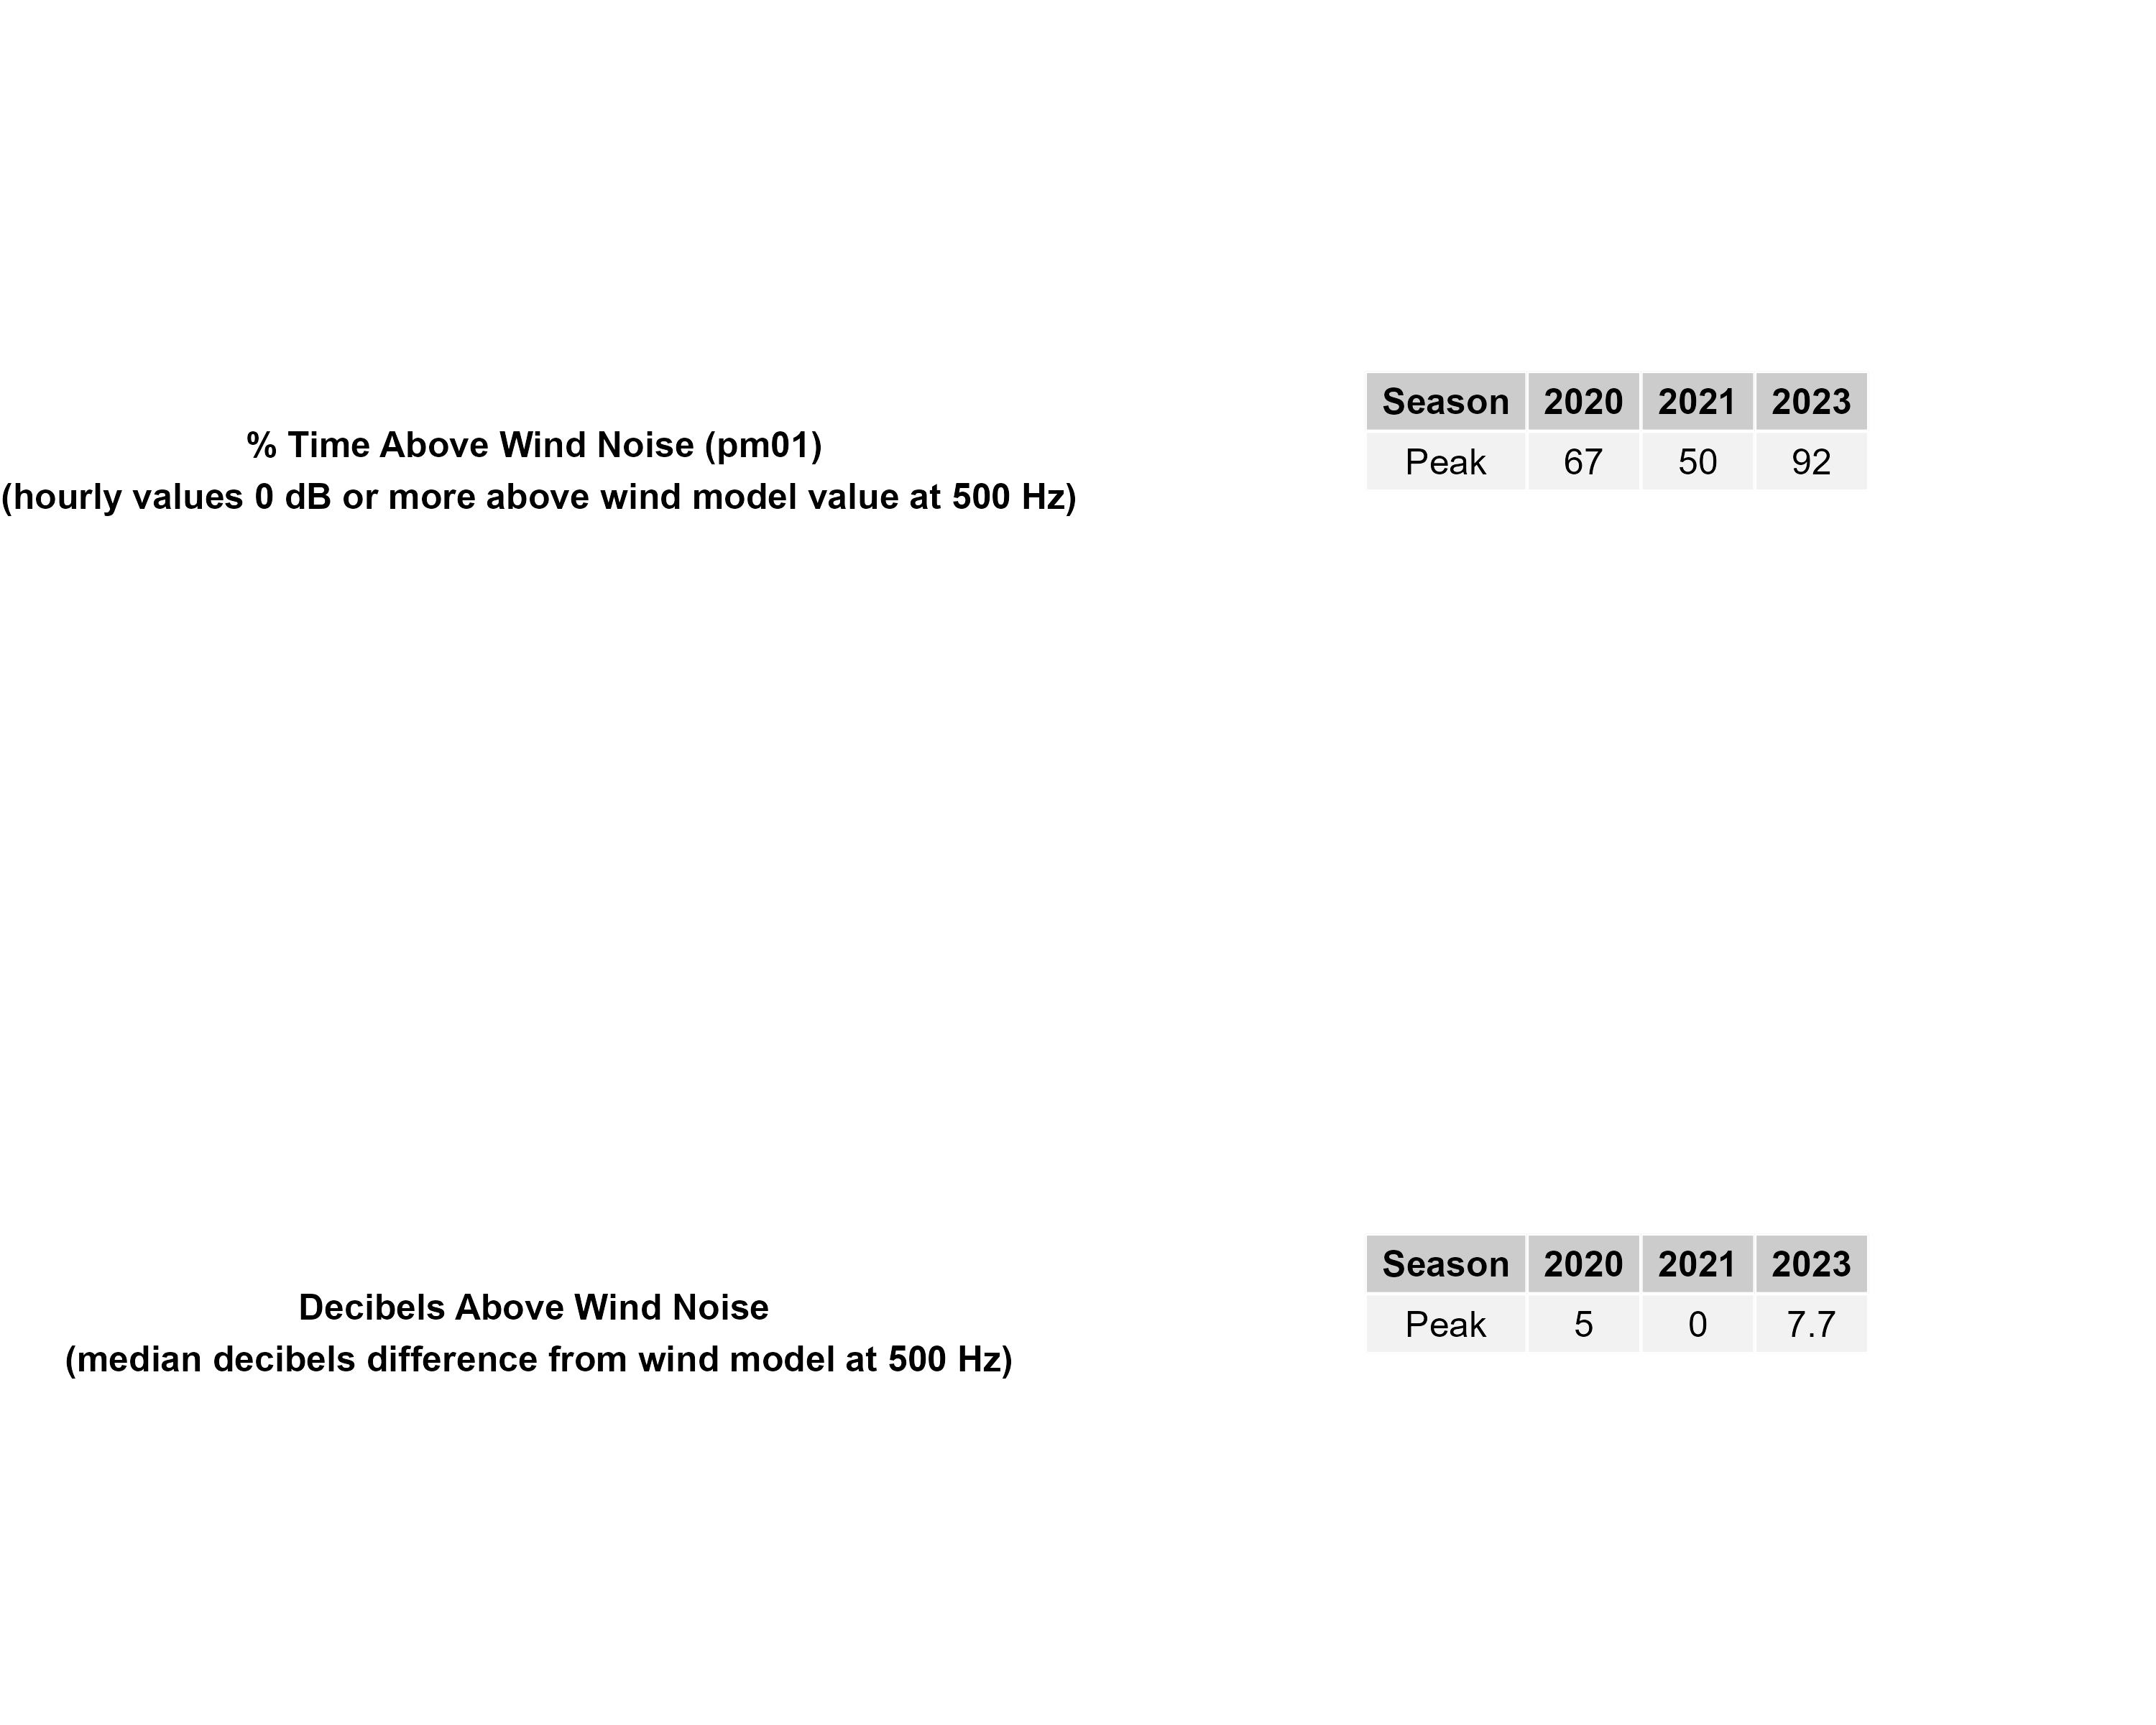 % Time Above Wind Noise (pm01)
(hourly values 0 dB or more above wind model value at 500 Hz)
Season 2020 2021 2023
Peak 67 50 92
Decibels Above Wind Noise
(median decibels difference from wind model at 500 Hz)
Season 2020 2021 2023
Peak 5 0 7.7